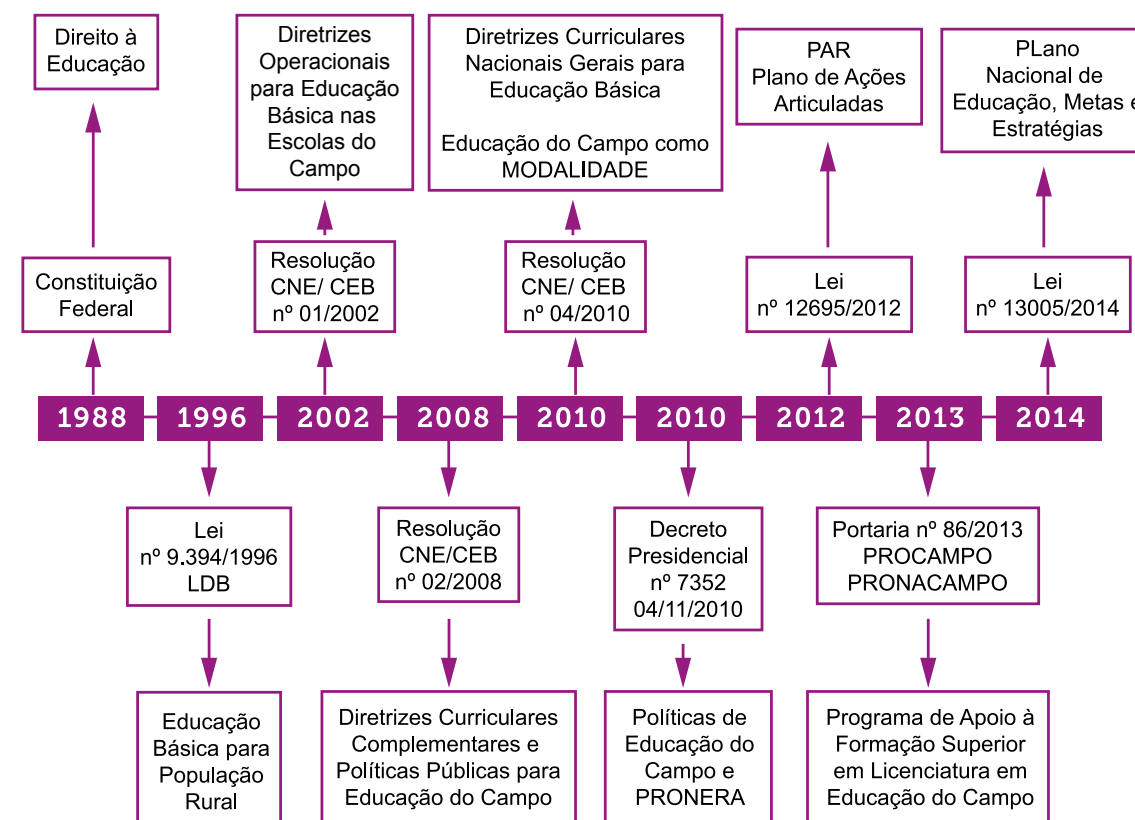 Direito à
Educação
Diretrizes
Operacionais
para Educação
Básica nas
Escolas do
Campo
Diretrizes Curriculares
Nacionais Gerais para
Educação Básica
Educação do Campo como
MODALIDADE
PAR
Plano de Ações
Articuladas
PLano
Nacional de
Educação, Metas e
Estratégias
Constituição
Federal
Resolução
CNE/ CEB
nº 01/2002
Resolução
CNE/ CEB
nº 04/2010
Lei
nº 12695/2012
Lei
nº 13005/2014
1988 1996 2002 2008 2010 2010 2012 2013 2014
Lei
nº 9.394/1996
LDB
Resolução
CNE/CEB
nº 02/2008
Decreto
Presidencial
nº 7352
04/11/2010
Portaria nº 86/2013
PROCAMPO
PRONACAMPO
Educação
Básica para
População
Rural
Diretrizes Curriculares
Complementares e
Políticas Públicas para
Educação do Campo
Políticas de
Educação do
Campo e
PRONERA
Programa de Apoio à
Formação Superior
em Licenciatura em
Educação do Campo